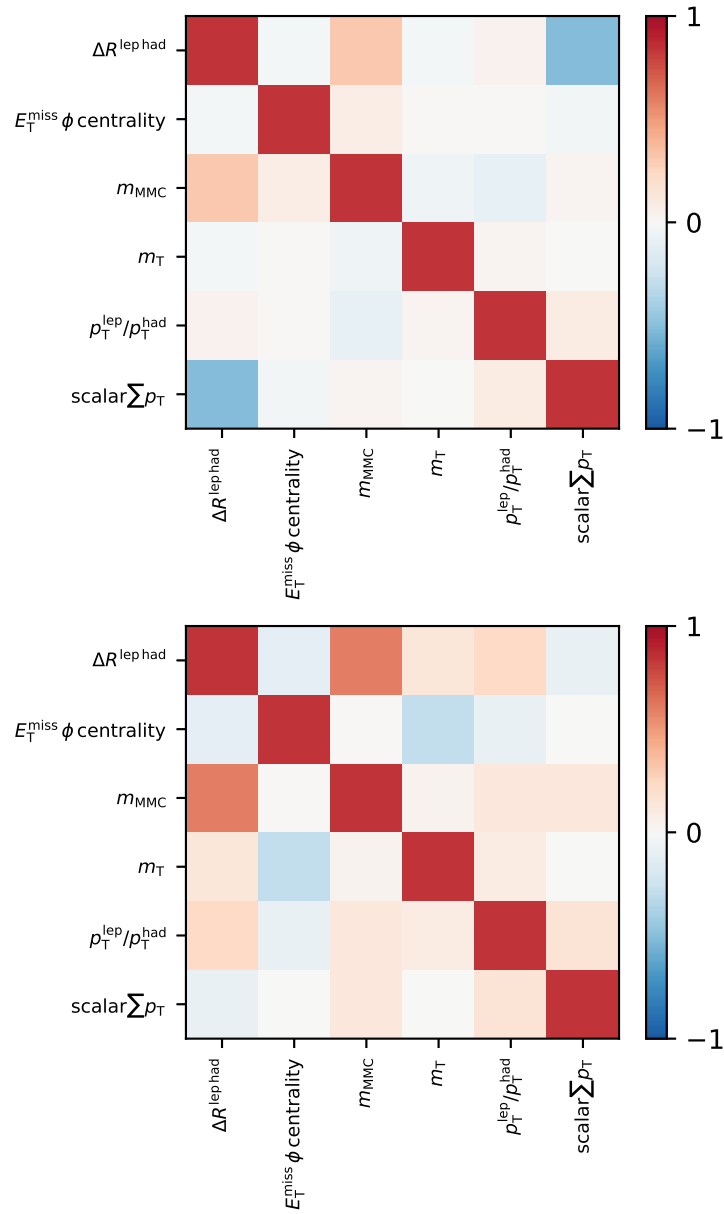 1
ΔR^lep had
E_T^miss ϕ centrality
m_MMC
0
m_T
p_T^lep/p_T^had
scalar∑p_T
−1
ΔR^lep had
E_T^miss ϕ centrality
m_MMC
m_T
p_T^lep/p_T^had
scalar∑p_T
1
ΔR^lep had
E_T^miss ϕ centrality
m_MMC
0
m_T
p_T^lep/p_T^had
scalar∑p_T
−1
ΔR^lep had
E_T^miss ϕ centrality
m_MMC
m_T
p_T^lep/p_T^had
scalar∑p_T